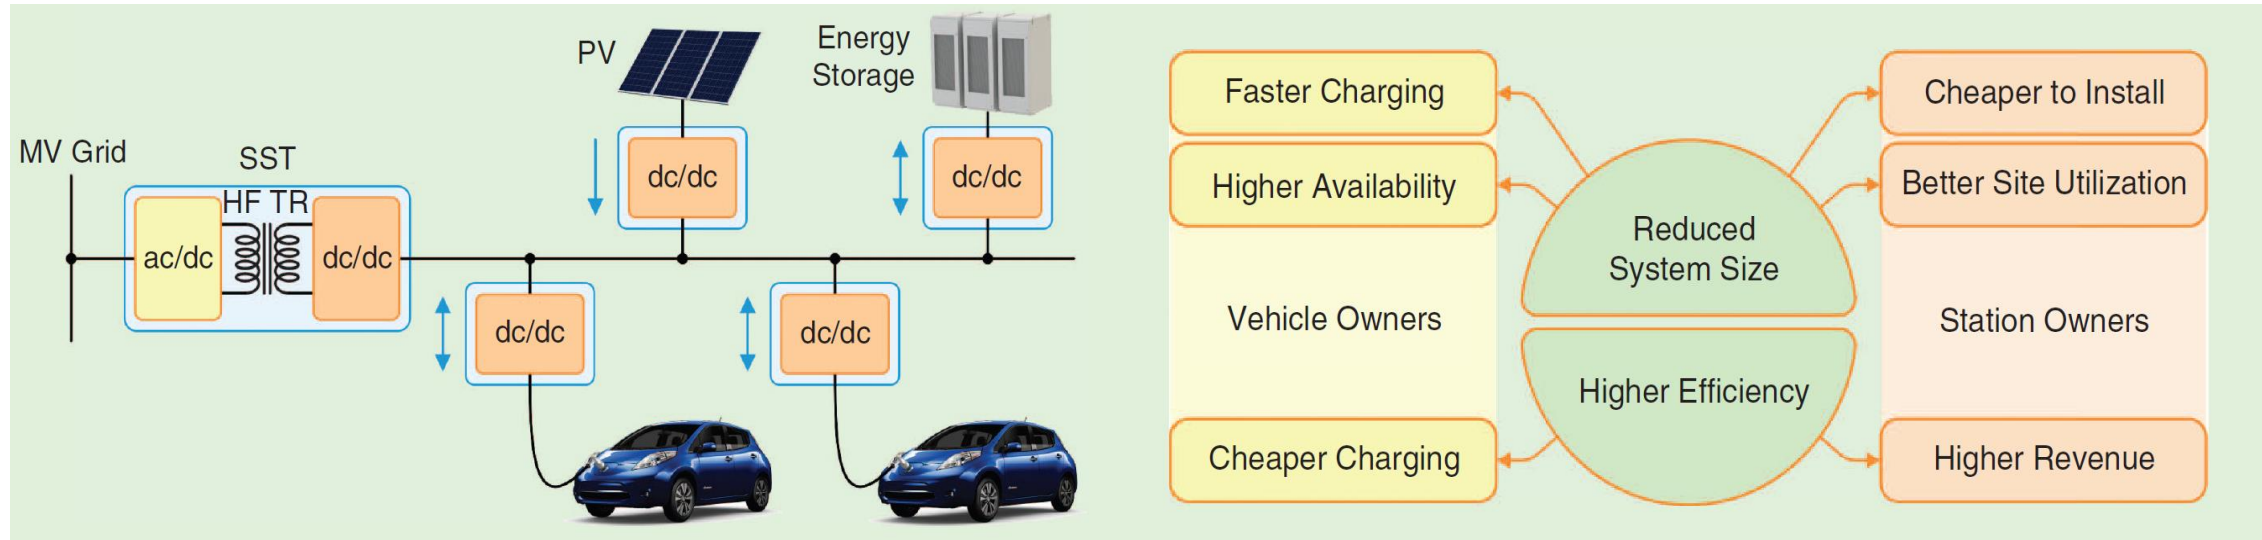 PV
Energy
Storage
MV Grid
SST
HF TR
ac/dc
dc/dc
dc/dc
dc/dc
dc/dc
dc/dc
Faster Charging
Higher Availability
Vehicle Owners
Cheaper Charging
Reduced
System Size
Higher Efficiency
Cheaper to Install
Better Site Utilization
Station Owners
Higher Revenue